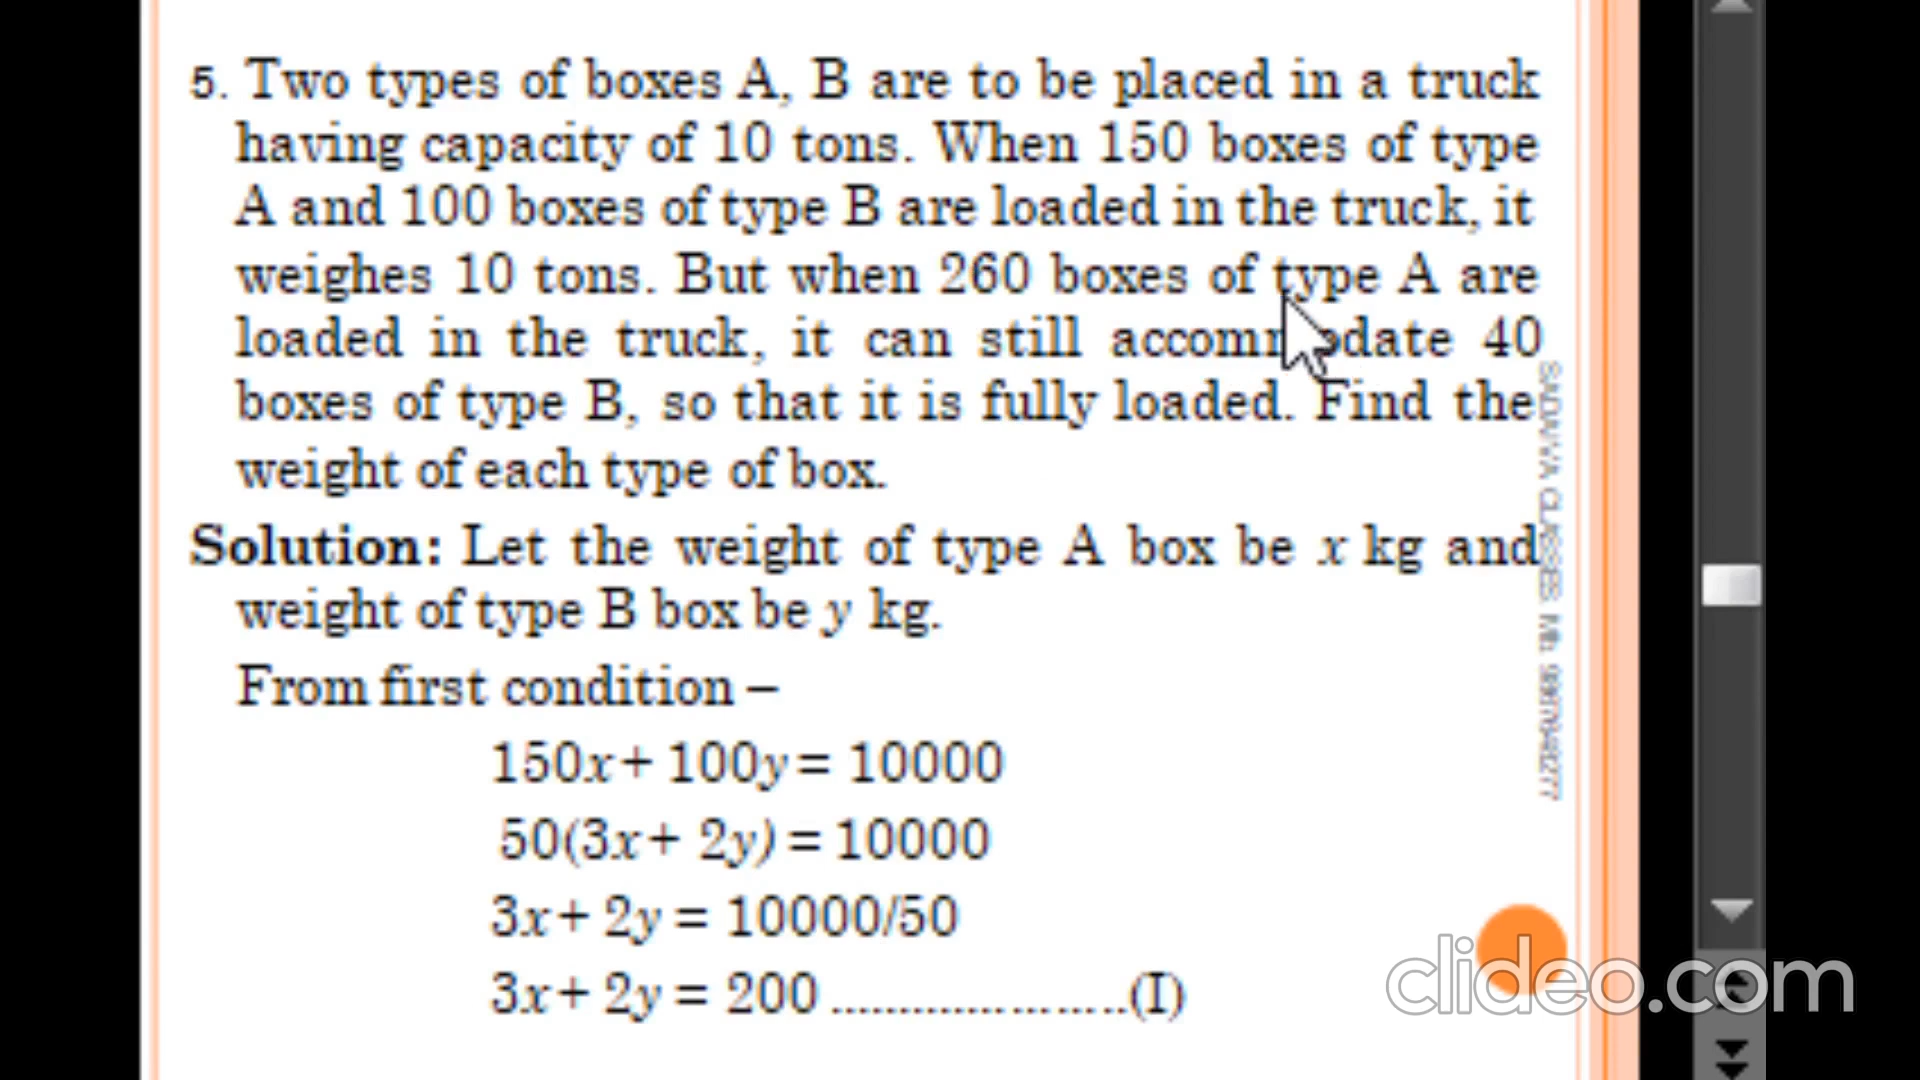 5. Two types of boxes A, B are to be placed in a truck
having capacity of 10 tons. When 150 boxes of type
A and 100 boxes of type B are loaded in the truck, it
weighes 10 tons. But when 260 boxes of type A are
loaded in the truck, it can still accommodate 40
boxes of type B, so that it is fully loaded. Find the
weight of each type of box.
Solution: Let the weight of type A box be x kg and
weight of type B box be y kg.
From first condition –
150x + 100y = 10000
50(3x + 2y) = 10000
3x + 2y = 10000/50
3x + 2y = 200 ......................(I)
CLASSES
clideo.com